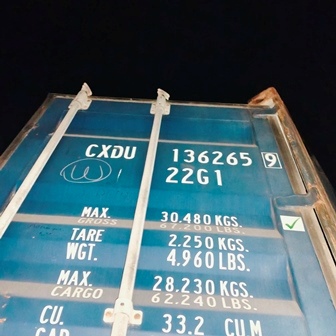 CXDU 136265 9
22G1
MAX. 30.480 KGS.
GROSS 67.200 LBS.
TARE 2.250 KGS.
WGT. 4.960 LBS.
MAX. 28.230 KGS.
CARGO 62.240 LBS.
CU. 33.2 CU.M
CAP.